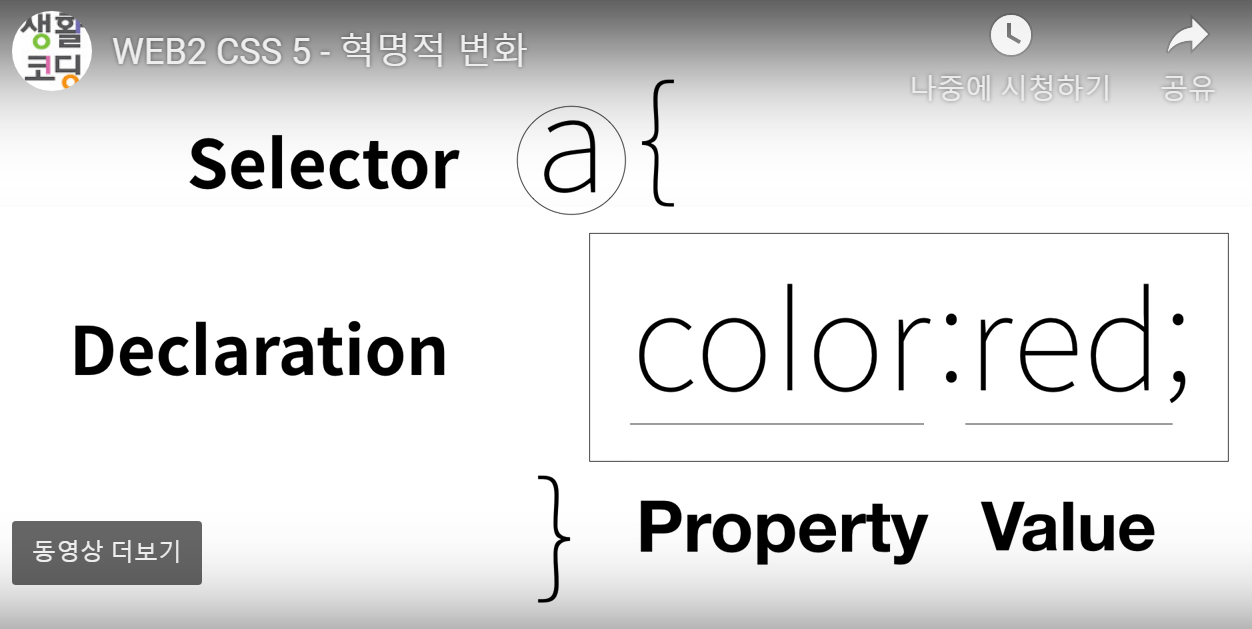 생활
코딩
WEB2 CSS 5 - 혁명적 변화
나중에 시청하기
공유
Selector a {
Declaration color:red;
} Property Value
동영상 더보기